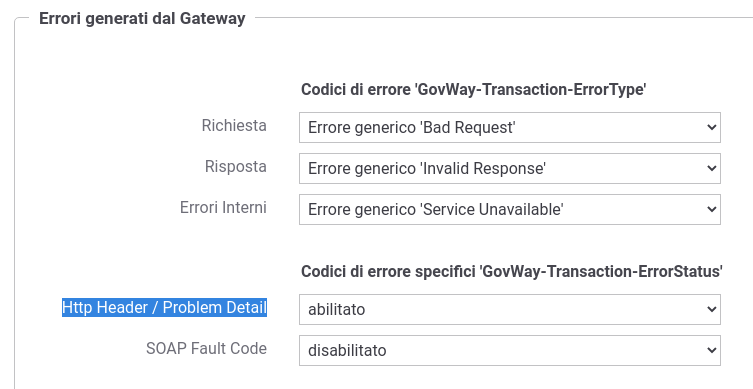 Errori generati dal Gateway
Codici di errore 'GovWay-Transaction-ErrorType'
Richiesta Errore generico 'Bad Request'
Risposta Errore generico 'Invalid Response'
Errori Interni Errore generico 'Service Unavailable'
Codici di errore specifici 'GovWay-Transaction-ErrorStatus'
Http Header / Problem Detail abilitato
SOAP Fault Code disabilitato